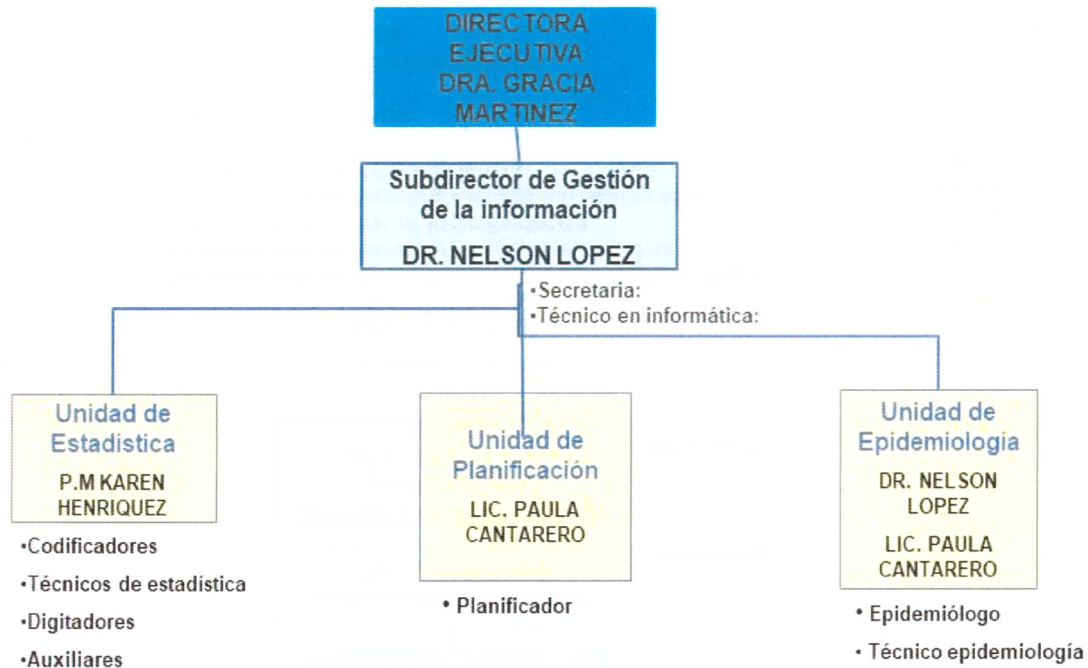 DIRECTORA
EJECUTIVA
DRA. GRACIA
MARTINEZ
Subdirector de Gestión
de la información
DR. NELSON LOPEZ
•Secretaria:
•Técnico en informática:
Unidad de
Estadística
P.M KAREN
HENRIQUEZ
•Codificadores
•Técnicos de estadística
•Digitadores
•Auxiliares
Unidad de
Planificación
LIC. PAULA
CANTARERO
• Planificador
Unidad de
Epidemiología
DR. NELSON
LOPEZ
LIC. PAULA
CANTARERO
• Epidemiólogo
• Técnico epidemiología